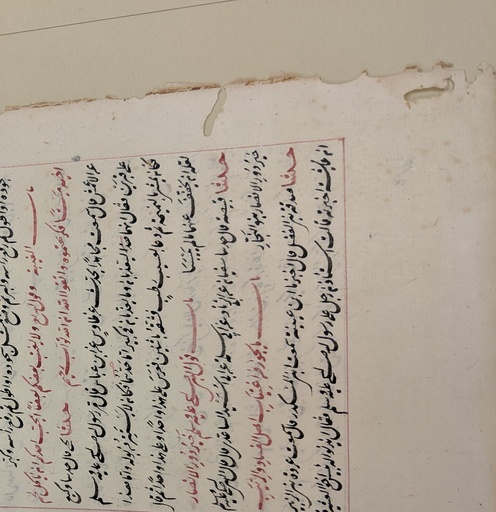 سجوده او اطول ثم رفع راسه وكبر ثم وضع مثل سجوده او اطول ثم رفع راسه وكبر
باب الغيبة وقول الله ولا يغتب بعضكم بعضا ايحب احدكم ان ياكل لحم
اخيه ميتا فكرهتموه واتقوا الله ان الله تواب رحيم حدثنا يحيى قال حدثنا وكيع
عن الاعمش قال سمعت مجاهدا يحدث عن طاوس عن ابن عباس قال مر رسول الله صلى الله عليه وسلم
على قبرين فقال انهما ليعذبان وما يعذبان في كبير اما هذا فكان لا يستتر من بوله واما هذا
فكان يمشي بالنميمة ثم دعا بعسيب رطب فشقه باثنين فغرس على هذا واحدا وعلى هذا واحدا ثم قال
لعله ان يخفف عنهما ما لم ييبسا باب قول النبي صلى الله عليه وسلم خير دور الانصار
حدثنا قبيصة قال حدثنا سفيان عن ابي الزناد عن ابي سلمة عن ابي اسيد الساعدي قال قال النبي صلى الله عليه وسلم
خير دور الانصار بنو النجار باب ما يجوز من اغتياب اهل الفساد والريب
حدثنا صدقة بن الفضل قال اخبرنا ابن عيينة سمعت ابن المنكدر قال سمعت عروة بن الزبير
ان عائشة اخبرته قالت استاذن رجل على رسول الله صلى الله عليه وسلم فقال ائذنوا له بئس اخو العشيرة